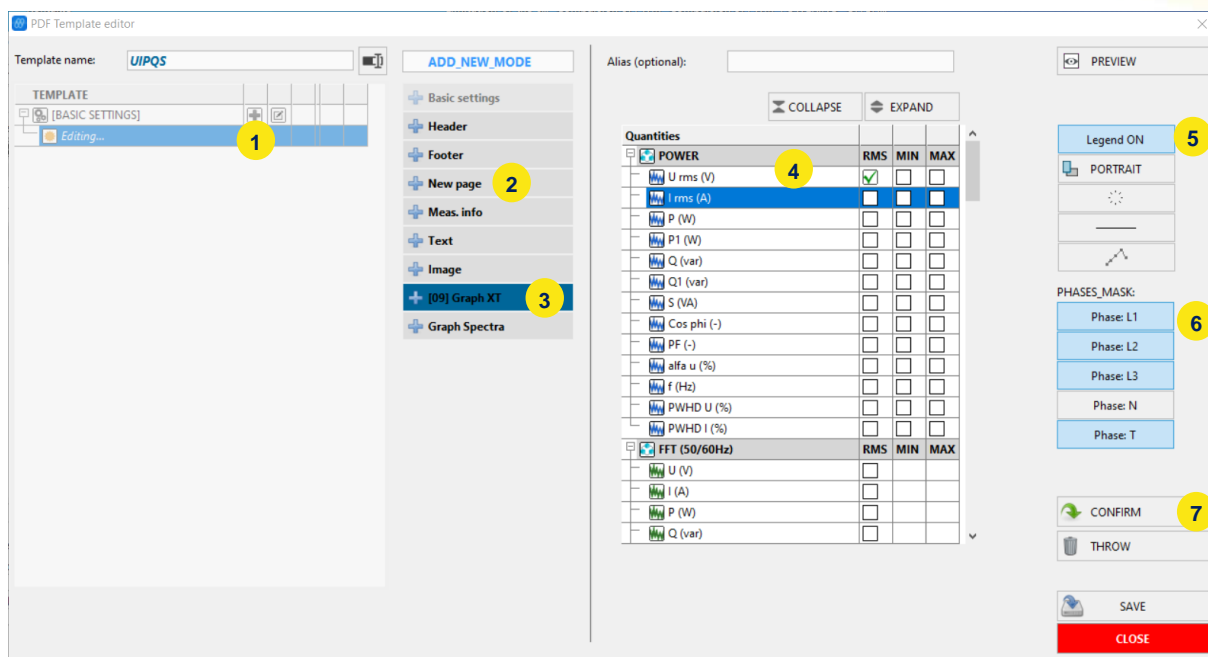 PDF Template editor
Template name: UIPQS
ADD_NEW_MODE
Alias (optional):
PREVIEW
TEMPLATE
[BASIC SETTINGS]
Editing...
1
Basic settings
Header
Footer
New page
2
Meas. info
Text
Image
[09] Graph XT
3
Graph Spectra
COLLAPSE
EXPAND
Quantities
POWER RMS MIN MAX
4
U rms (V)
I rms (A)
P (W)
P1 (W)
Q (var)
Q1 (var)
S (VA)
Cos phi (-)
PF (-)
alfa u (%)
f (Hz)
PWHD U (%)
PWHD I (%)
FFT (50/60Hz) RMS MIN MAX
U (V)
I (A)
P (W)
Q (var)
Legend ON
5
PORTRAIT
PHASES_MASK:
Phase: L1
6
Phase: L2
Phase: L3
Phase: N
Phase: T
CONFIRM
7
THROW
SAVE
CLOSE